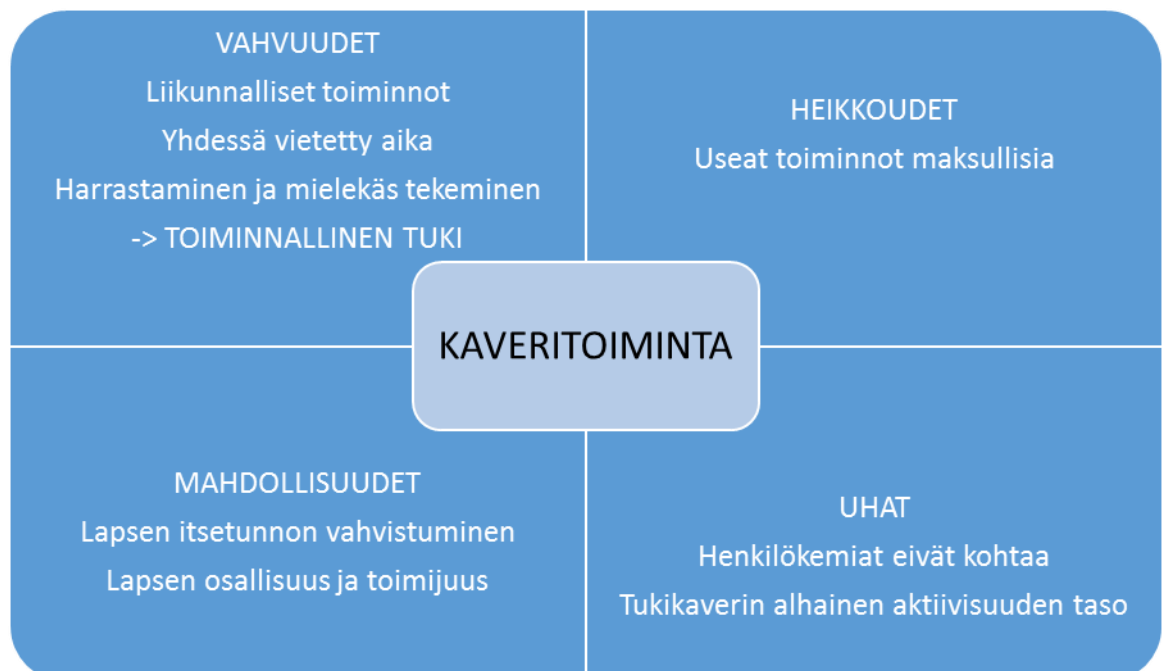 VAHVUUDET
Liikunnalliset toiminnot
Yhdessä vietetty aika
Harrastaminen ja mielekäs tekeminen
-> TOIMINNALLINEN TUKI
HEIKKOUDET
Useat toiminnot maksullisia
KAVERITOIMINTA
MAHDOLLISUUDET
Lapsen itsetunnon vahvistuminen
Lapsen osallisuus ja toimijuus
UHAT
Henkilökemiat eivät kohtaa
Tukikaverin alhainen aktiivisuuden taso